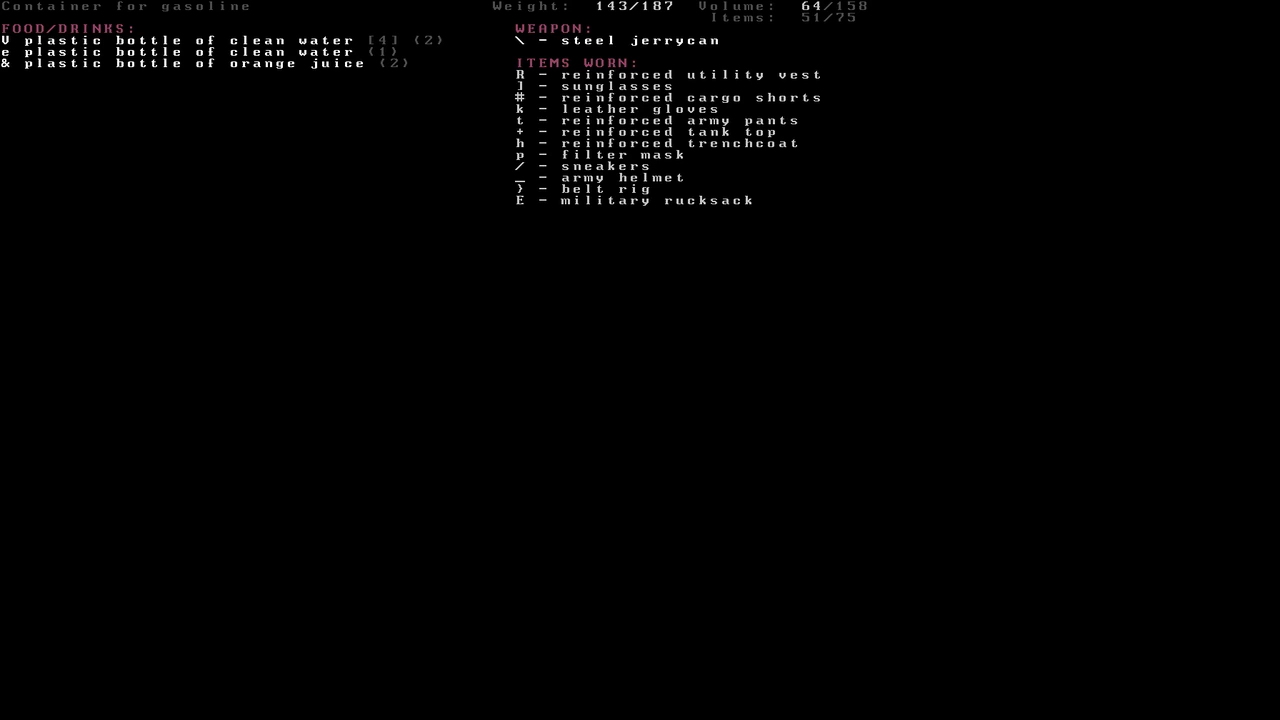 Container for gasoline
Weight: 143/187 Volume: 64/158
Items: 51/75
FOOD/DRINKS:
V plastic bottle of clean water [4] (2)
e plastic bottle of clean water (1)
& plastic bottle of orange juice (2)
WEAPON:
\ - steel jerrycan
ITEMS WORN:
R - reinforced utility vest
] - sunglasses
# - reinforced cargo shorts
k - leather gloves
t - reinforced army pants
+ - reinforced tank top
h - reinforced trenchcoat
p - filter mask
/ - sneakers
_ - army helmet
} - belt rig
E - military rucksack